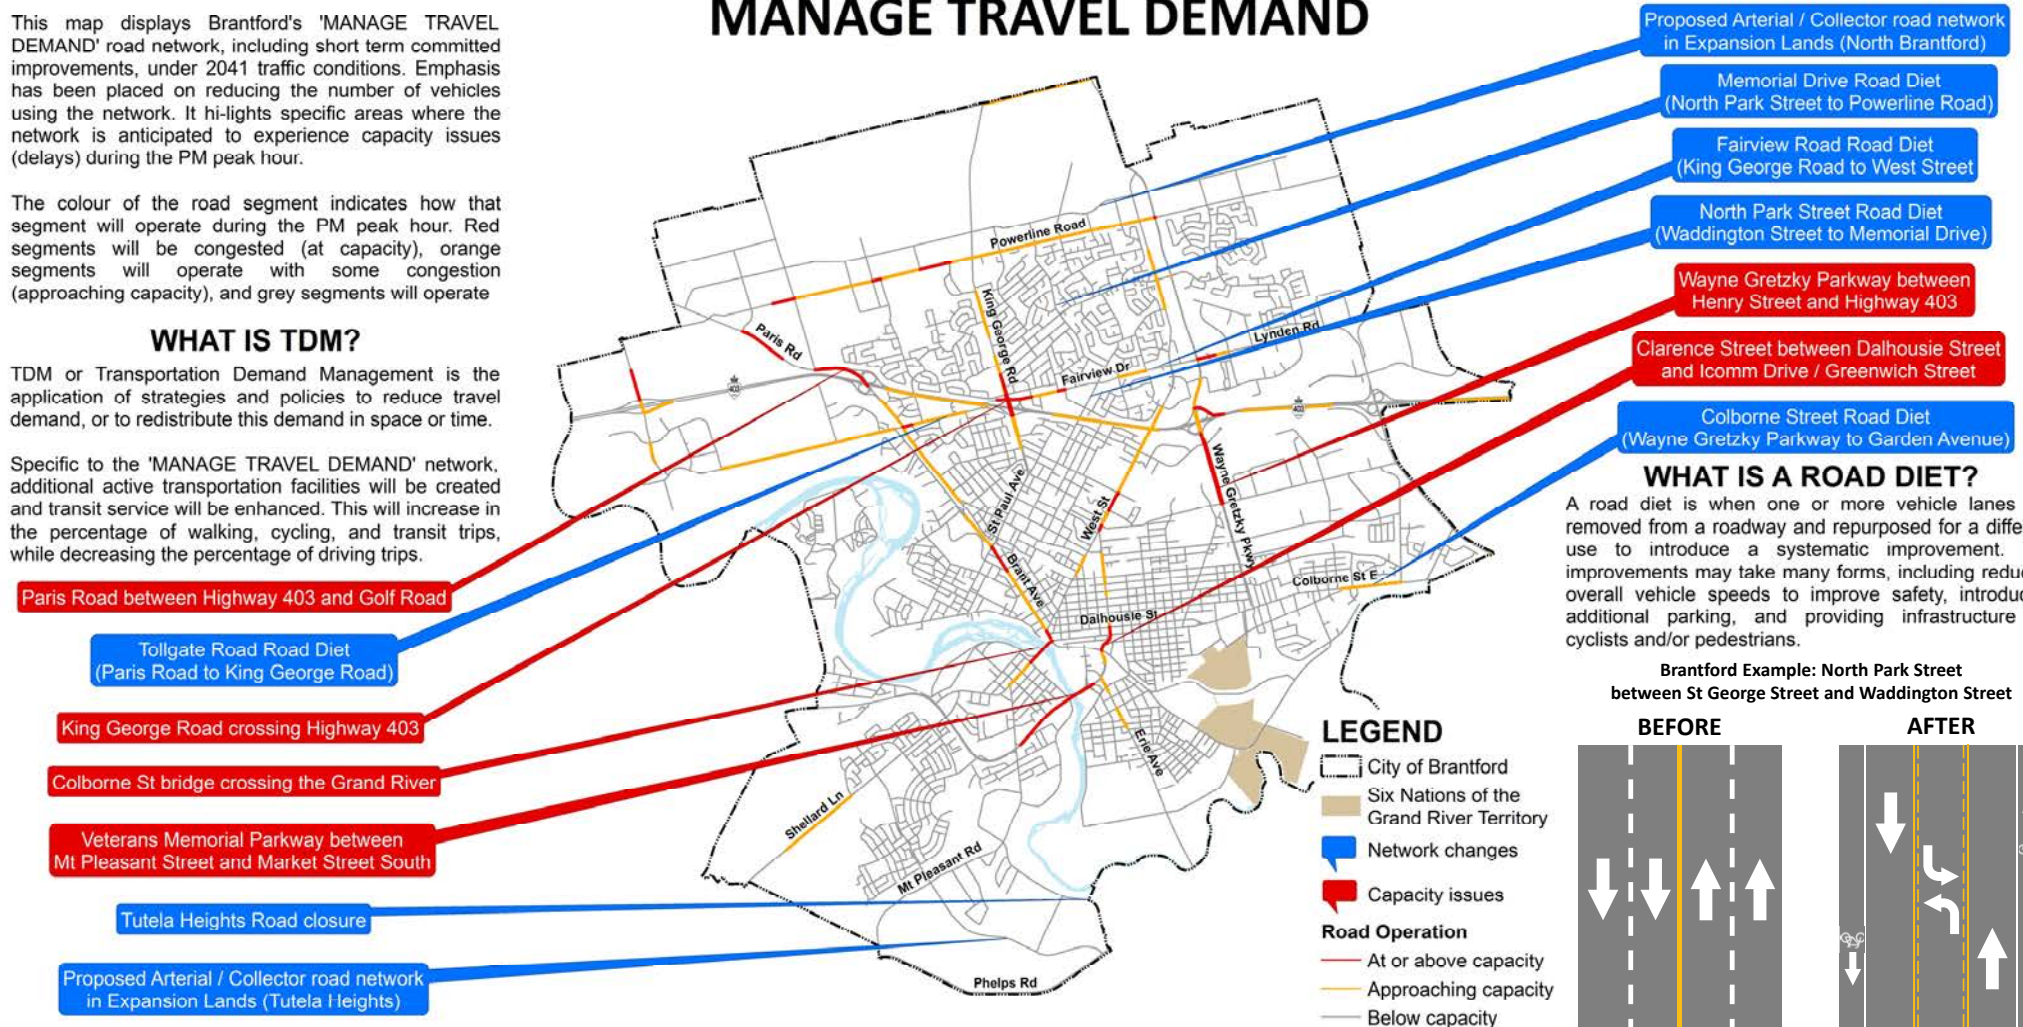 MANAGE TRAVEL DEMAND
This map displays Brantford's 'MANAGE TRAVEL
DEMAND' road network, including short term committed
improvements, under 2041 traffic conditions. Emphasis
has been placed on reducing the number of vehicles
using the network. It hi-lights specific areas where the
network is anticipated to experience capacity issues
(delays) during the PM peak hour.
The colour of the road segment indicates how that
segment will operate during the PM peak hour. Red
segments will be congested (at capacity), orange
segments will operate with some congestion
(approaching capacity), and grey segments will operate
WHAT IS TDM?
TDM or Transportation Demand Management is the
application of strategies and policies to reduce travel
demand, or to redistribute this demand in space or time.
Specific to the 'MANAGE TRAVEL DEMAND' network,
additional active transportation facilities will be created
and transit service will be enhanced. This will increase in
the percentage of walking, cycling, and transit trips,
while decreasing the percentage of driving trips.
Paris Road between Highway 403 and Golf Road
Tollgate Road Road Diet
(Paris Road to King George Road)
King George Road crossing Highway 403
Colborne St bridge crossing the Grand River
Veterans Memorial Parkway between
Mt Pleasant Street and Market Street South
Tutela Heights Road closure
Proposed Arterial / Collector road network
in Expansion Lands (Tutela Heights)
Powerline Road
King George Rd
Paris Rd
Fairview Dr
Lynden Rd
403
403
St Paul Ave
West St
Wayne Gretzky Pkwy
Brant Ave
Colborne St E
Dalhousie St
Erie Ave
Shellard Ln
Mt Pleasant Rd
Phelps Rd
Proposed Arterial / Collector road network
in Expansion Lands (North Brantford)
Memorial Drive Road Diet
(North Park Street to Powerline Road)
Fairview Road Road Diet
(King George Road to West Street
North Park Street Road Diet
(Waddington Street to Memorial Drive)
Wayne Gretzky Parkway between
Henry Street and Highway 403
Clarence Street between Dalhousie Street
and Icomm Drive / Greenwich Street
Colborne Street Road Diet
(Wayne Gretzky Parkway to Garden Avenue)
WHAT IS A ROAD DIET?
A road diet is when one or more vehicle lanes
removed from a roadway and repurposed for a diffe
use to introduce a systematic improvement.
improvements may take many forms, including redu
overall vehicle speeds to improve safety, introdu
additional parking, and providing infrastructure
cyclists and/or pedestrians.
Brantford Example: North Park Street
between St George Street and Waddington Street
BEFORE
AFTER
LEGEND
City of Brantford
Six Nations of the
Grand River Territory
Network changes
Capacity issues
Road Operation
At or above capacity
Approaching capacity
Below capacity